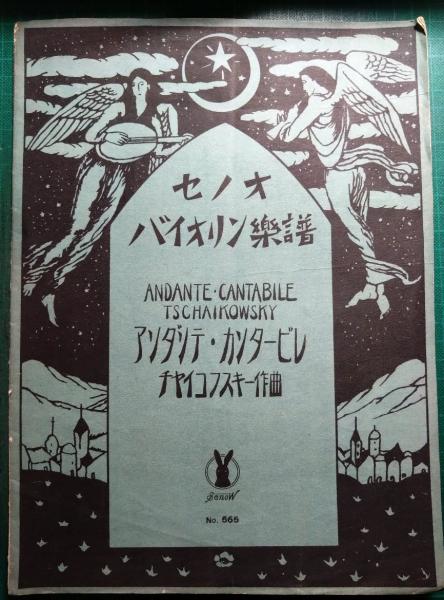 セノオ
バイオリン樂譜
ANDANTE・CANTABILE
TSCHAIKOWSKY
アンダンテ・カンタービレ
チャイコフスキー作曲
SenoW
No. 565